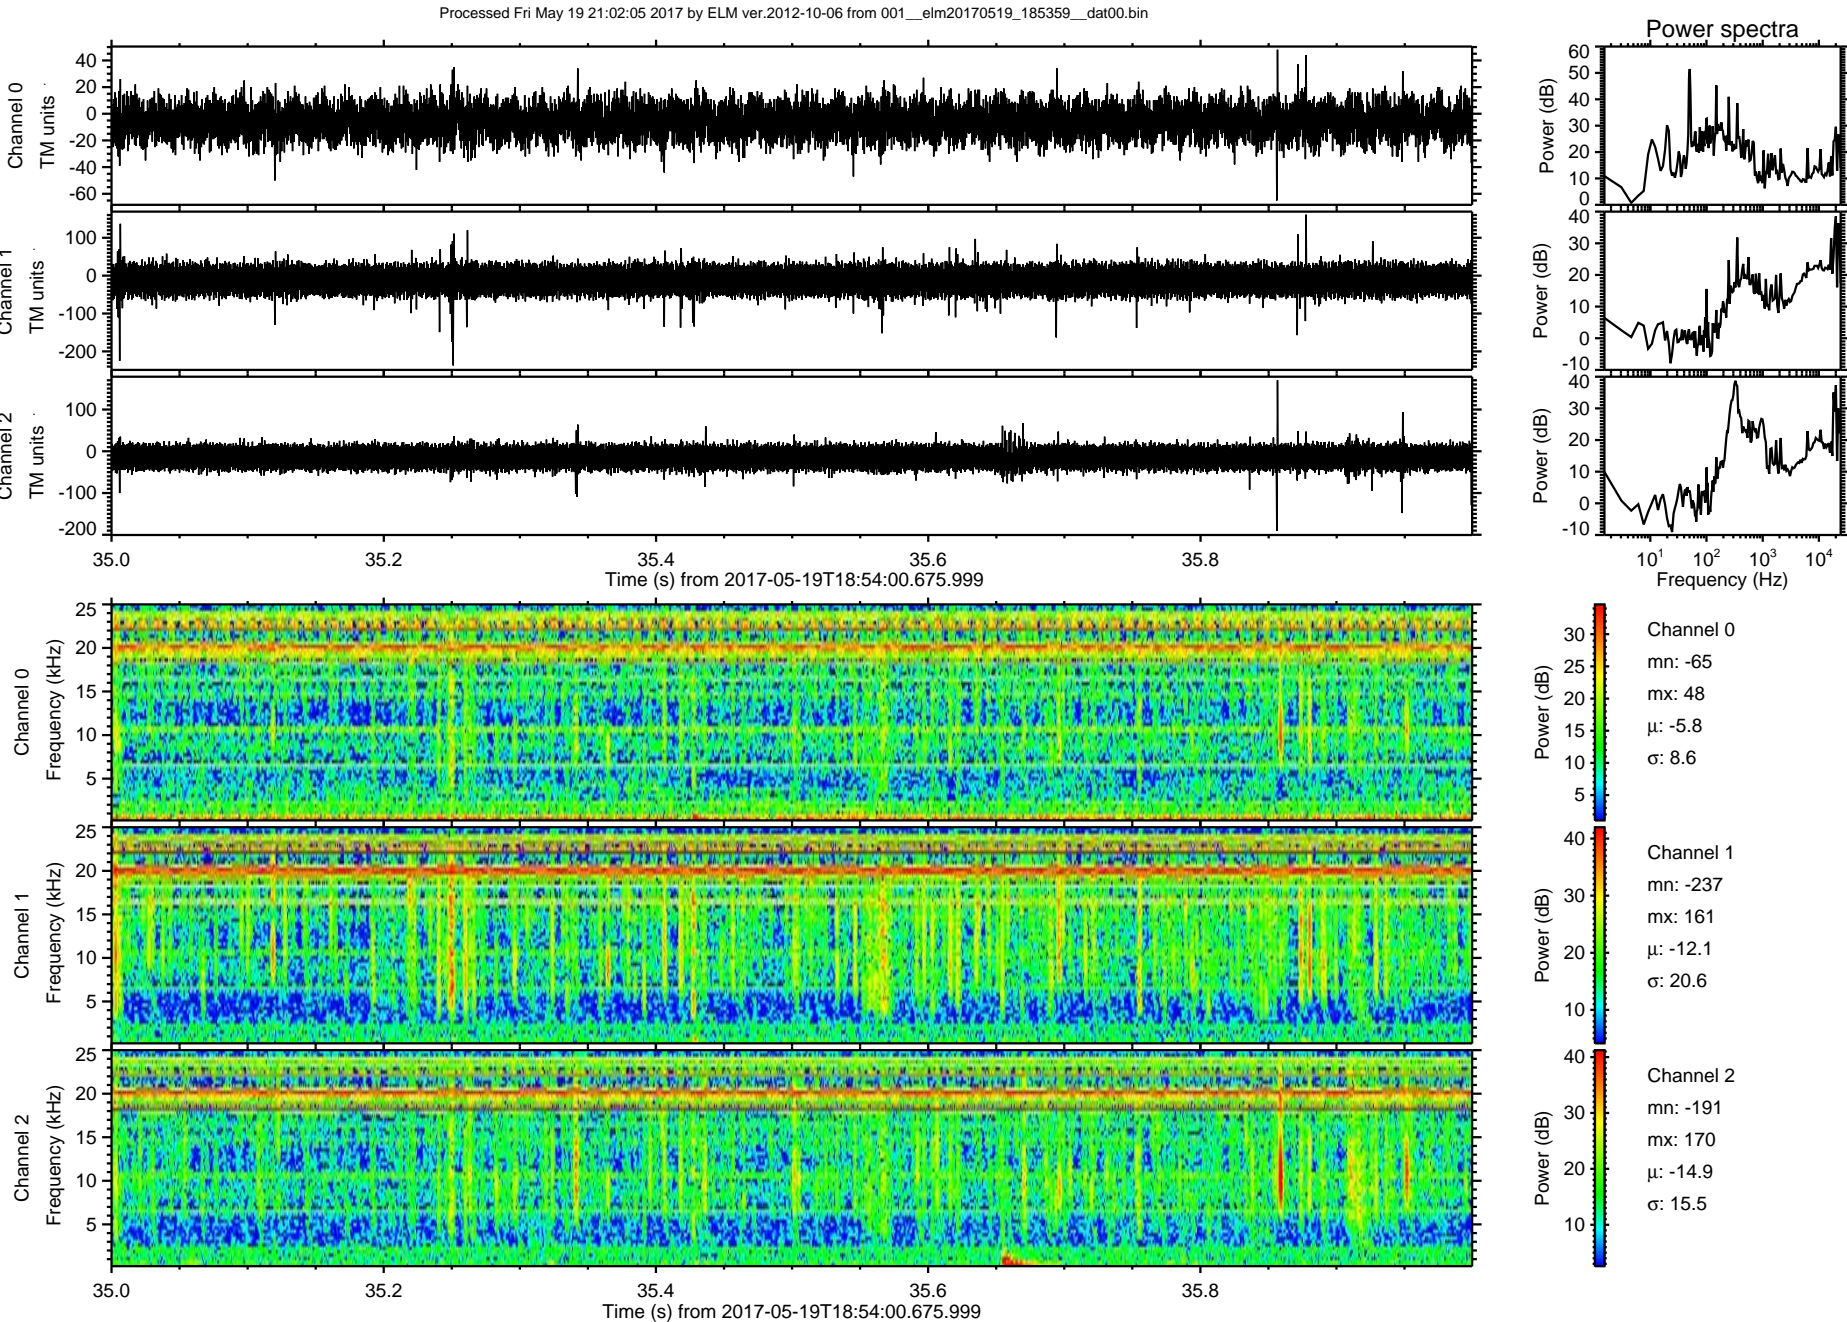 Processed Fri May 19 21:02:05 2017 by ELM ver.2012-10-06 from 001__elm20170519_185359__dat00.bin
Power spectra
Channel 0
TM units
40
20
0
-20
-40
-60
Power (dB)
60
50
40
30
20
10
0
Channel 1
TM units
100
0
-100
-200
Power (dB)
40
30
20
10
0
-10
Channel 2
TM units
100
0
-100
-200
Power (dB)
40
30
20
10
0
-10
35.0 35.2 35.4 35.6 35.8
Time (s) from 2017-05-19T18:54:00.675.999
10¹ 10² 10³ 10⁴
Frequency (Hz)
Channel 0
Frequency (kHz)
25
20
15
10
5
Power (dB)
30
25
20
15
10
5
Channel 0
mn: -65
mx: 48
μ: -5.8
σ: 8.6
Channel 1
Frequency (kHz)
25
20
15
10
5
Power (dB)
40
30
20
10
Channel 1
mn: -237
mx: 161
μ: -12.1
σ: 20.6
Channel 2
Frequency (kHz)
25
20
15
10
5
Power (dB)
40
30
20
10
Channel 2
mn: -191
mx: 170
μ: -14.9
σ: 15.5
35.0 35.2 35.4 35.6 35.8
Time (s) from 2017-05-19T18:54:00.675.999